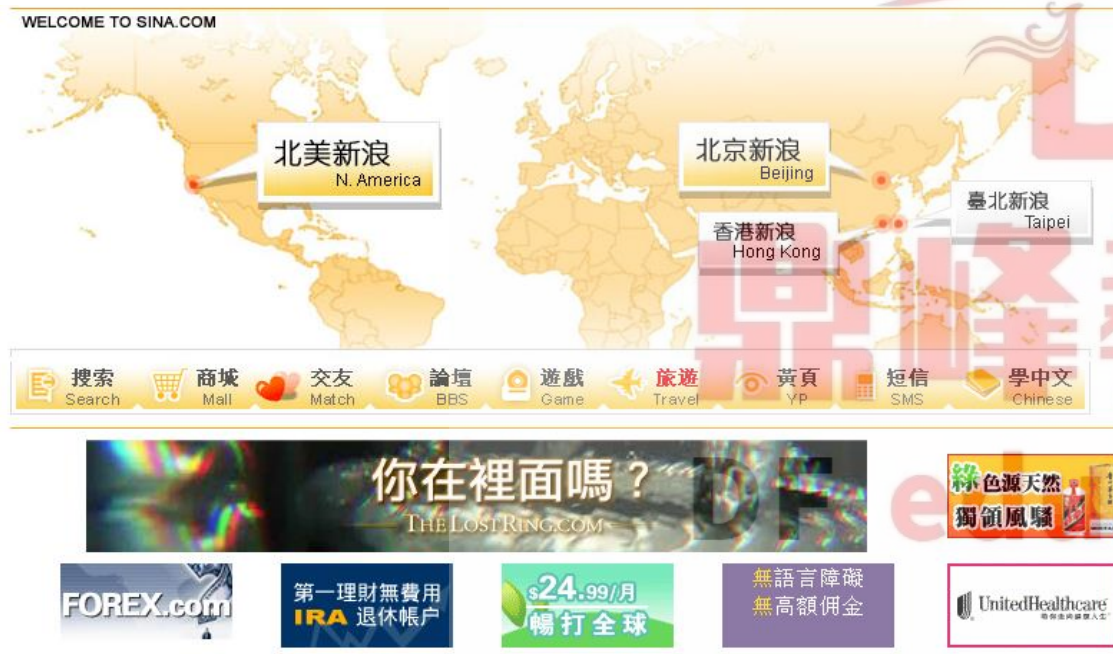 WELCOME TO SINA.COM
北美新浪
N. America
北京新浪
Beijing
臺北新浪
Taipei
香港新浪
Hong Kong
鼎峰
搜索
Search
商城
Mall
交友
Match
論壇
BBS
遊戲
Game
旅遊
Travel
黃頁
YP
短信
SMS
學中文
Chinese
你在裡面嗎？
THELOSTRING.COM
DF edu
綠色源天然
獨領風騷
FOREX.com
第一理財無費用
IRA 退休帳戶
$24.99/月
暢打全球
無語言障礙
無高額佣金
UnitedHealthcare